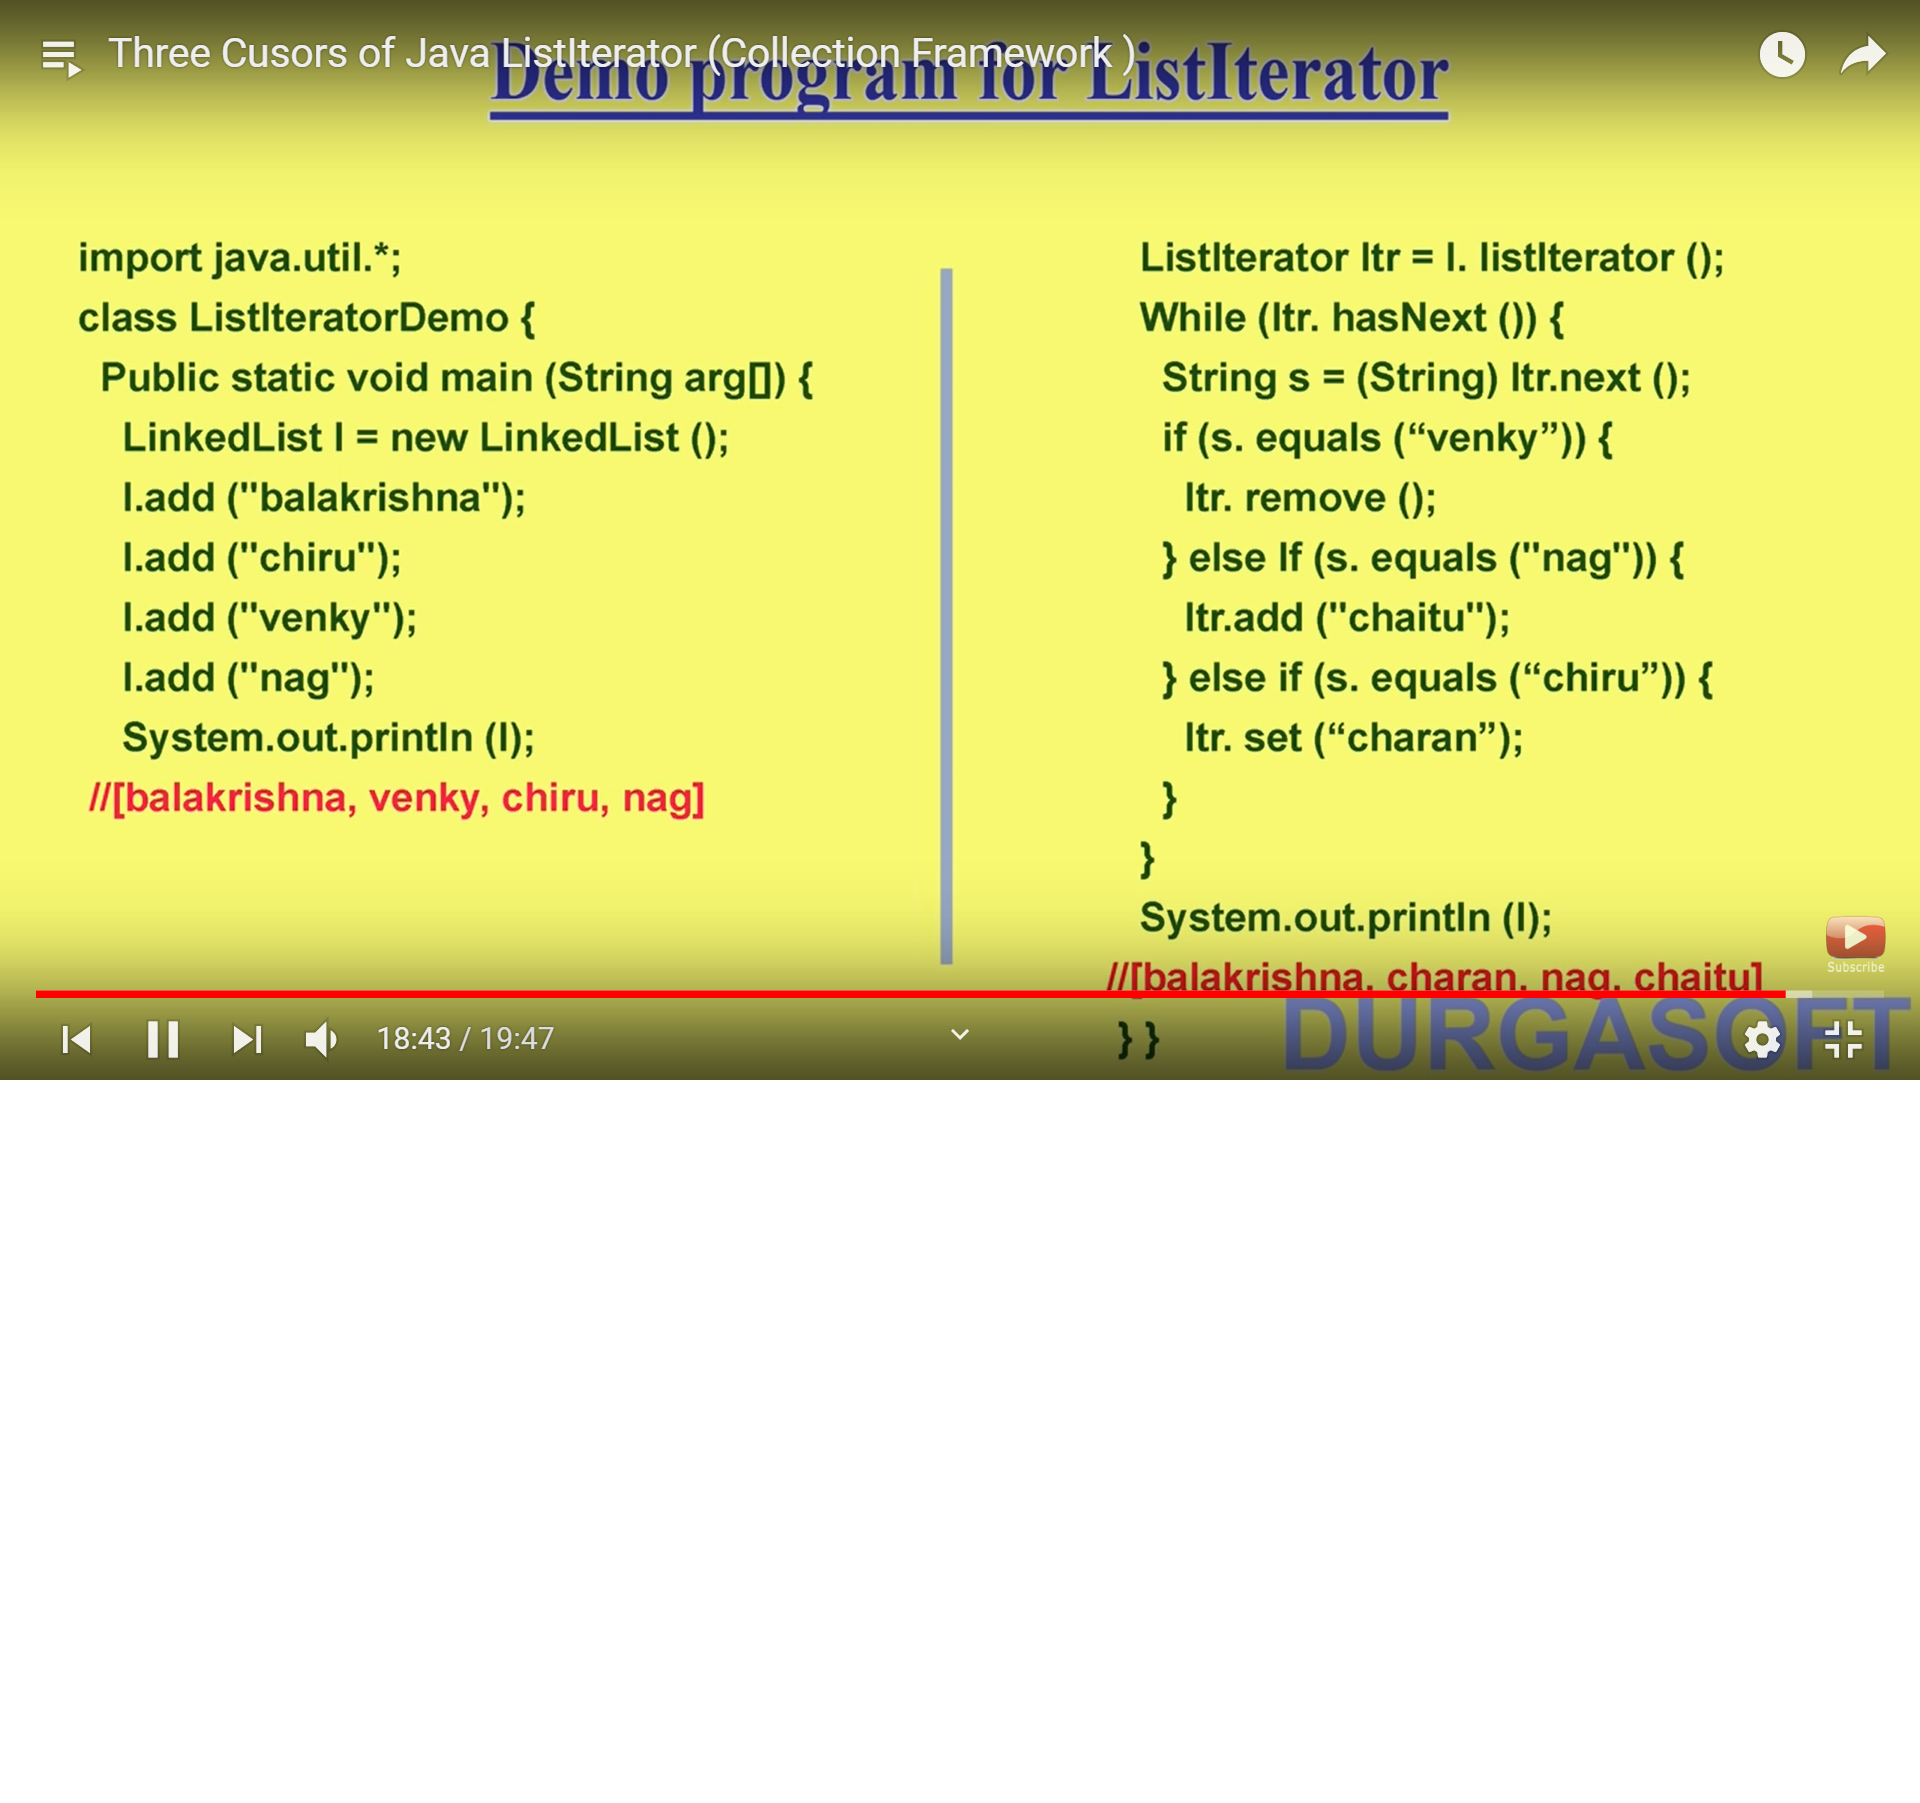 Three Cusors of Java ListIterator (Collection Framework )
Demo program for ListIterator
import java.util.*;
class ListIteratorDemo {
Public static void main (String arg[]) {
LinkedList l = new LinkedList ();
l.add ("balakrishna");
l.add ("chiru");
l.add ("venky");
l.add ("nag");
System.out.println (l);
//[balakrishna, venky, chiru, nag]
ListIterator ltr = l. listIterator ();
While (ltr. hasNext ()) {
String s = (String) ltr.next ();
if (s. equals (“venky”)) {
ltr. remove ();
} else If (s. equals ("nag")) {
ltr.add ("chaitu");
} else if (s. equals (“chiru”)) {
ltr. set (“charan”);
}
}
System.out.println (l);
//[balakrishna, charan, nag, chaitu]
} }
Subscribe
18:43 / 19:47
DURGASOFT